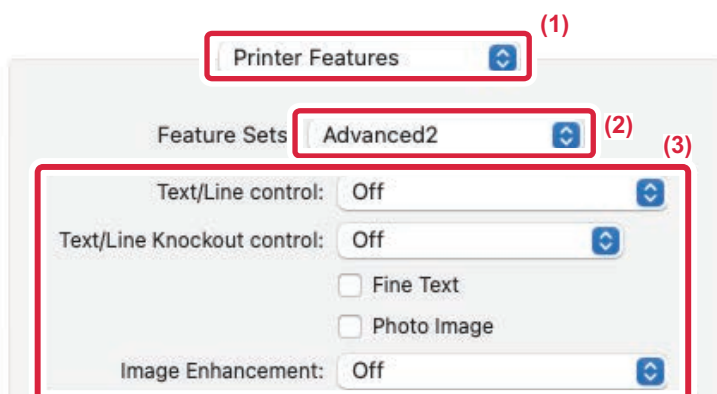 (1)
Printer Features
Feature Sets Advanced2 (2)
(3)
Text/Line control: Off
Text/Line Knockout control: Off
Fine Text
Photo Image
Image Enhancement: Off